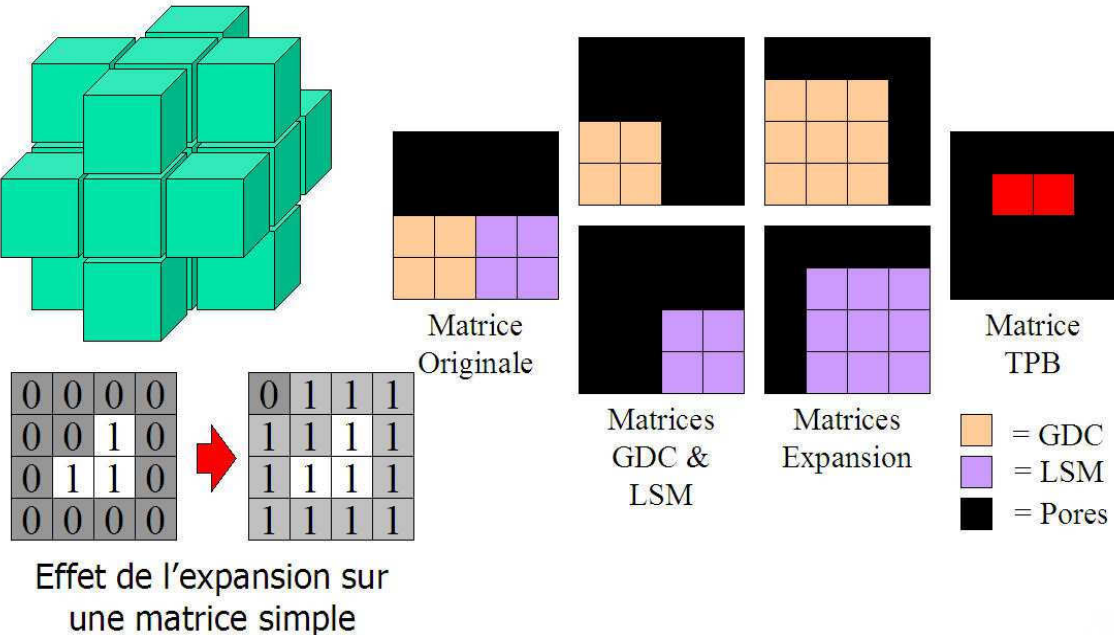 Matrice
Originale
Matrices
GDC &
LSM
Matrices
Expansion
Matrice
TPB
= GDC
= LSM
= Pores
0 0 0 0
0 0 1 0
0 1 1 0
0 0 0 0
0 1 1 1
1 1 1 1
1 1 1 1
1 1 1 1
Effet de l'expansion sur
une matrice simple